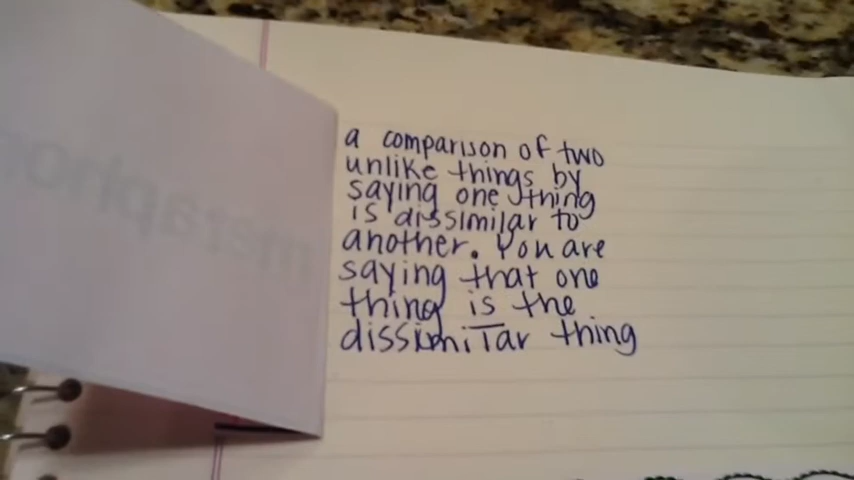 metaphor
a comparison of two
unlike things by
saying one thing
is dissimilar to
another. You are
saying that one
thing is the
dissimilar thing